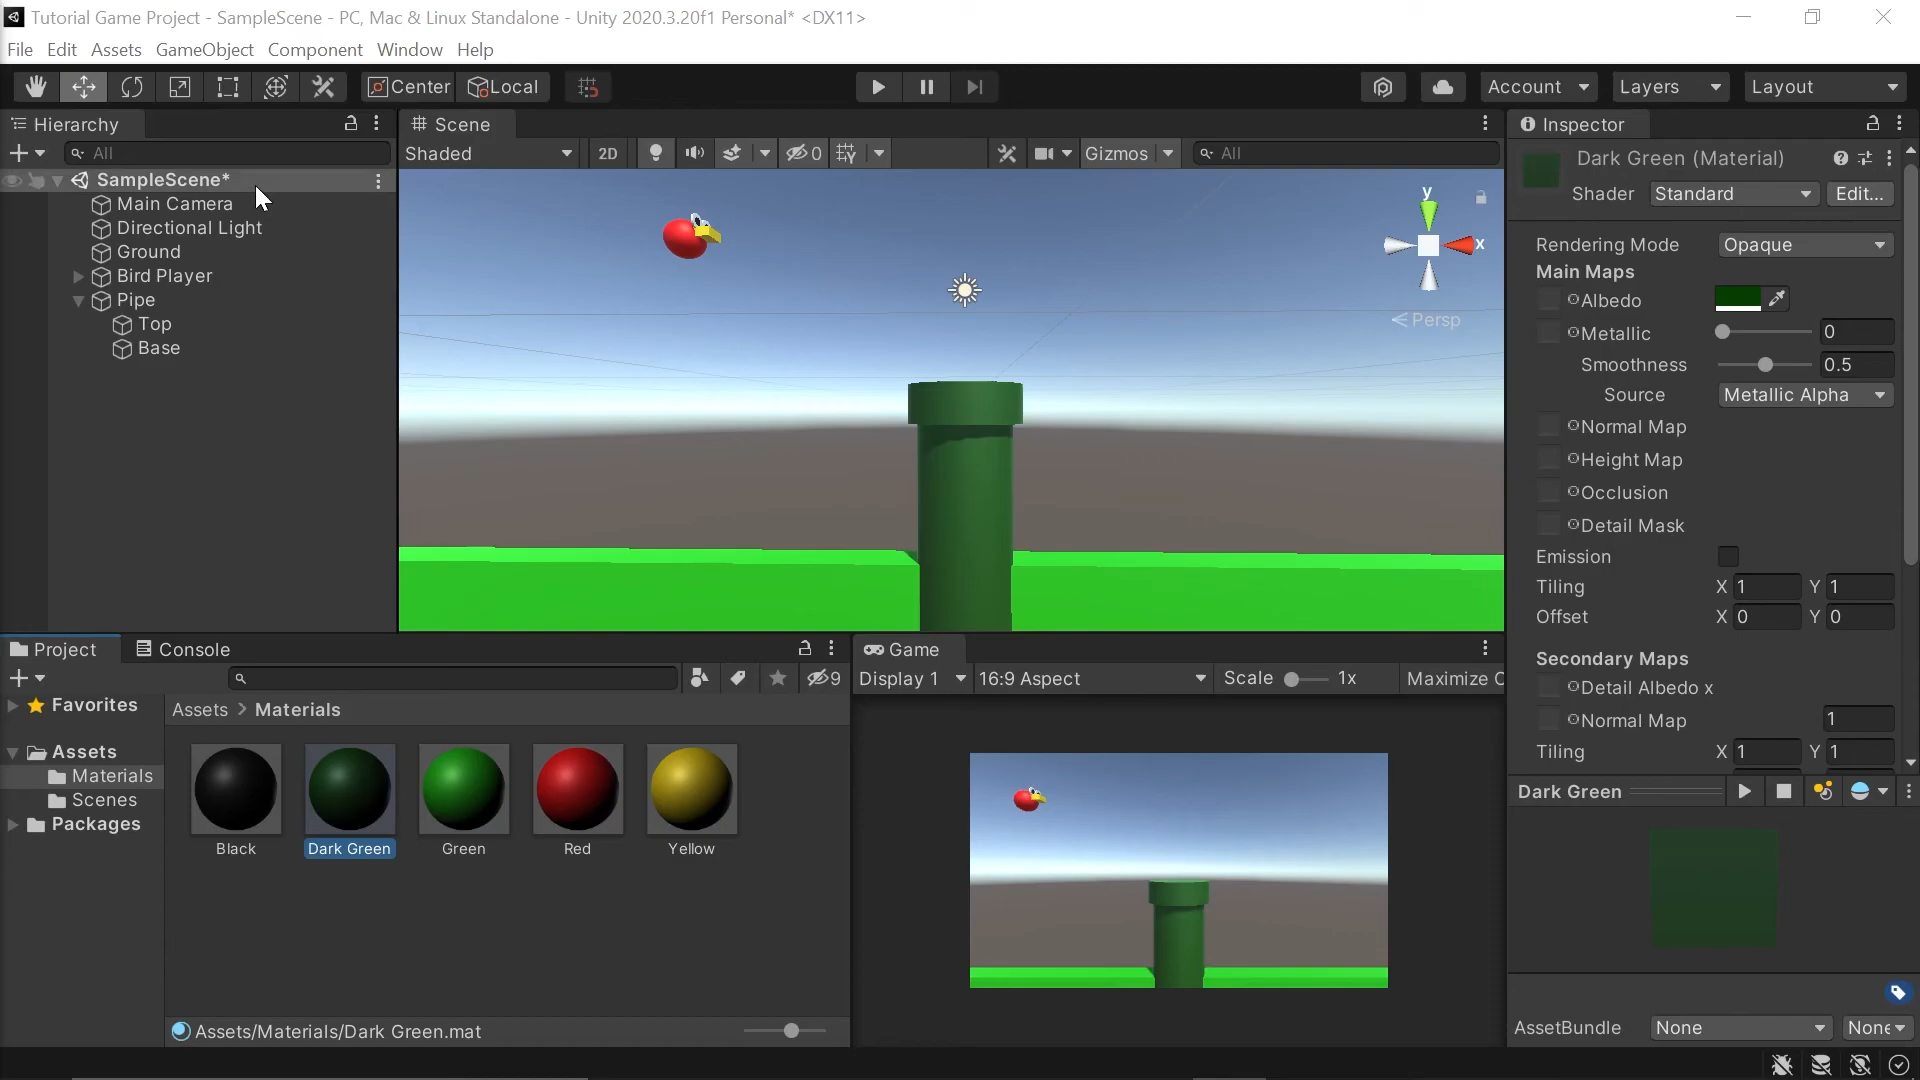 Tutorial Game Project - SampleScene - PC, Mac & Linux Standalone - Unity 2020.3.20f1 Personal* <DX11>
File Edit Assets GameObject Component Window Help
Center Local Account Layers Layout
Hierarchy
All
SampleScene*
Main Camera
Directional Light
Ground
Bird Player
Pipe
Top
Base
Scene
Shaded 2D 0 Gizmos All
y
x
Persp
Inspector
Dark Green (Material)
Shader Standard Edit...
Rendering Mode Opaque
Main Maps
Albedo
Metallic 0
Smoothness 0.5
Source Metallic Alpha
Normal Map
Height Map
Occlusion
Detail Mask
Emission
Tiling X 1 Y 1
Offset X 0 Y 0
Secondary Maps
Detail Albedo x
Normal Map 1
Tiling X 1 Y 1
Dark Green
AssetBundle None None
Project Console
9
Favorites
Assets
Materials
Scenes
Packages
Assets > Materials
Black Dark Green Green Red Yellow
Assets/Materials/Dark Green.mat
Game
Display 1 16:9 Aspect Scale 1x Maximize O